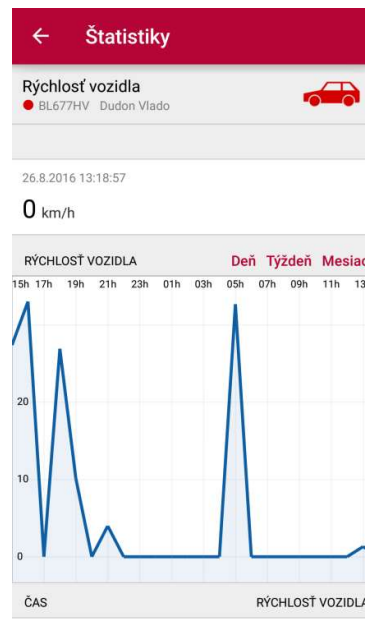 Štatistiky
Rýchlosť vozidla
BL677HV Dudon Vlado
26.8.2016 13:18:57
0 km/h
RÝCHLOSŤ VOZIDLA Deň Týždeň Mesiac
15h 17h 19h 21h 23h 01h 03h 05h 07h 09h 11h 13
20
10
0
ČAS RÝCHLOSŤ VOZIDLA